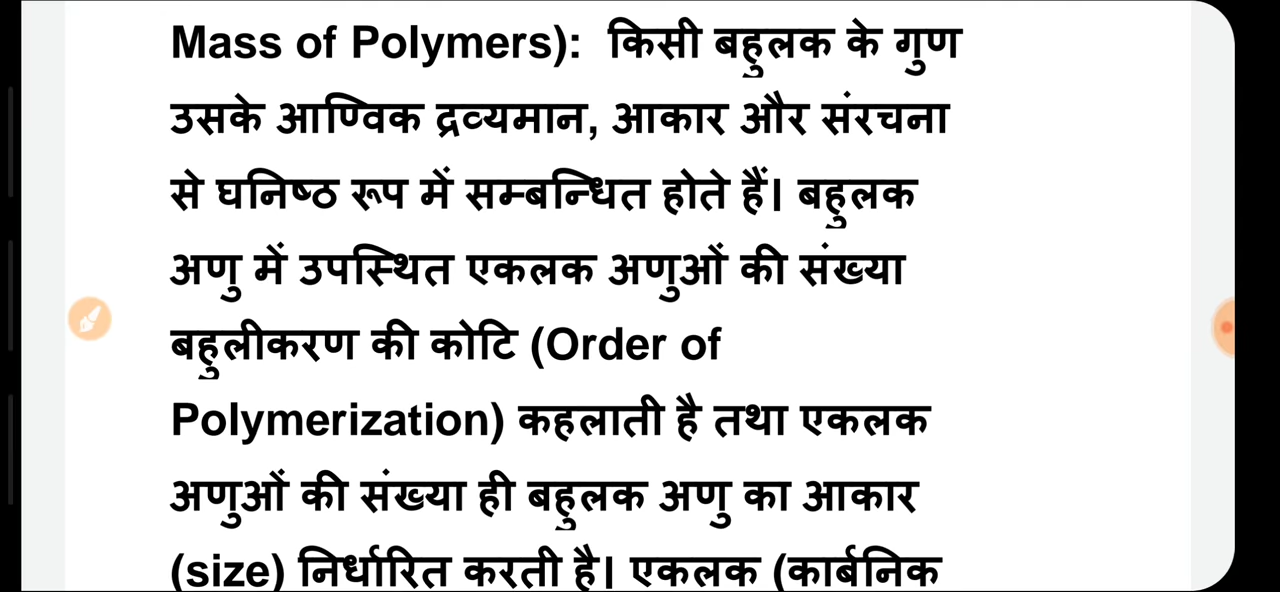 Mass of Polymers): किसी बहुलक के गुण
उसके आण्विक द्रव्यमान, आकार और संरचना
से घनिष्ठ रूप में सम्बन्धित होते हैं। बहुलक
अणु में उपस्थित एकलक अणुओं की संख्या
बहुलीकरण की कोटि (Order of
Polymerization) कहलाती है तथा एकलक
अणुओं की संख्या ही बहुलक अणु का आकार
(size) निर्धारित करती है। एकलक (कार्बनिक